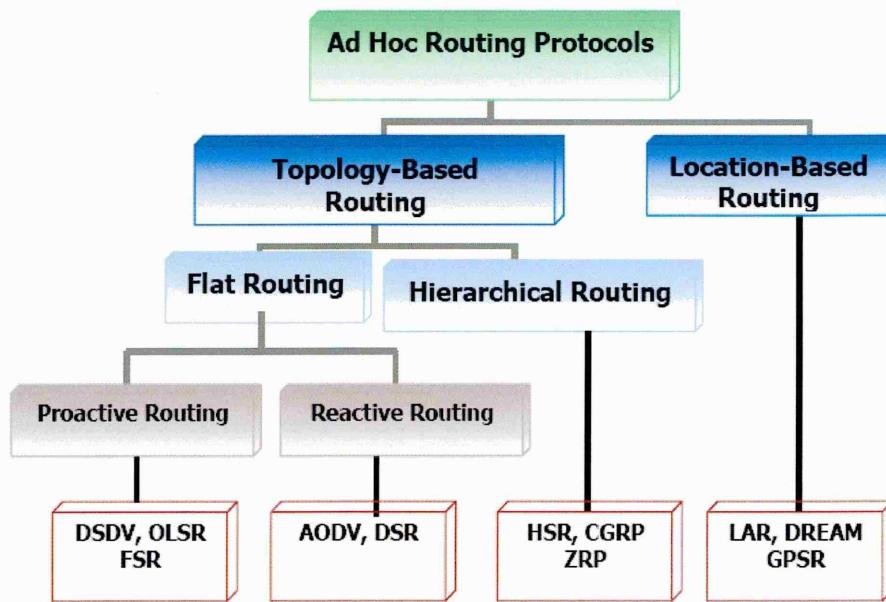 Ad Hoc Routing Protocols
Topology-Based
Routing
Location-Based
Routing
Flat Routing
Hierarchical Routing
Proactive Routing
Reactive Routing
DSDV, OLSR
FSR
AODV, DSR
HSR, CGRP
ZRP
LAR, DREAM
GPSR